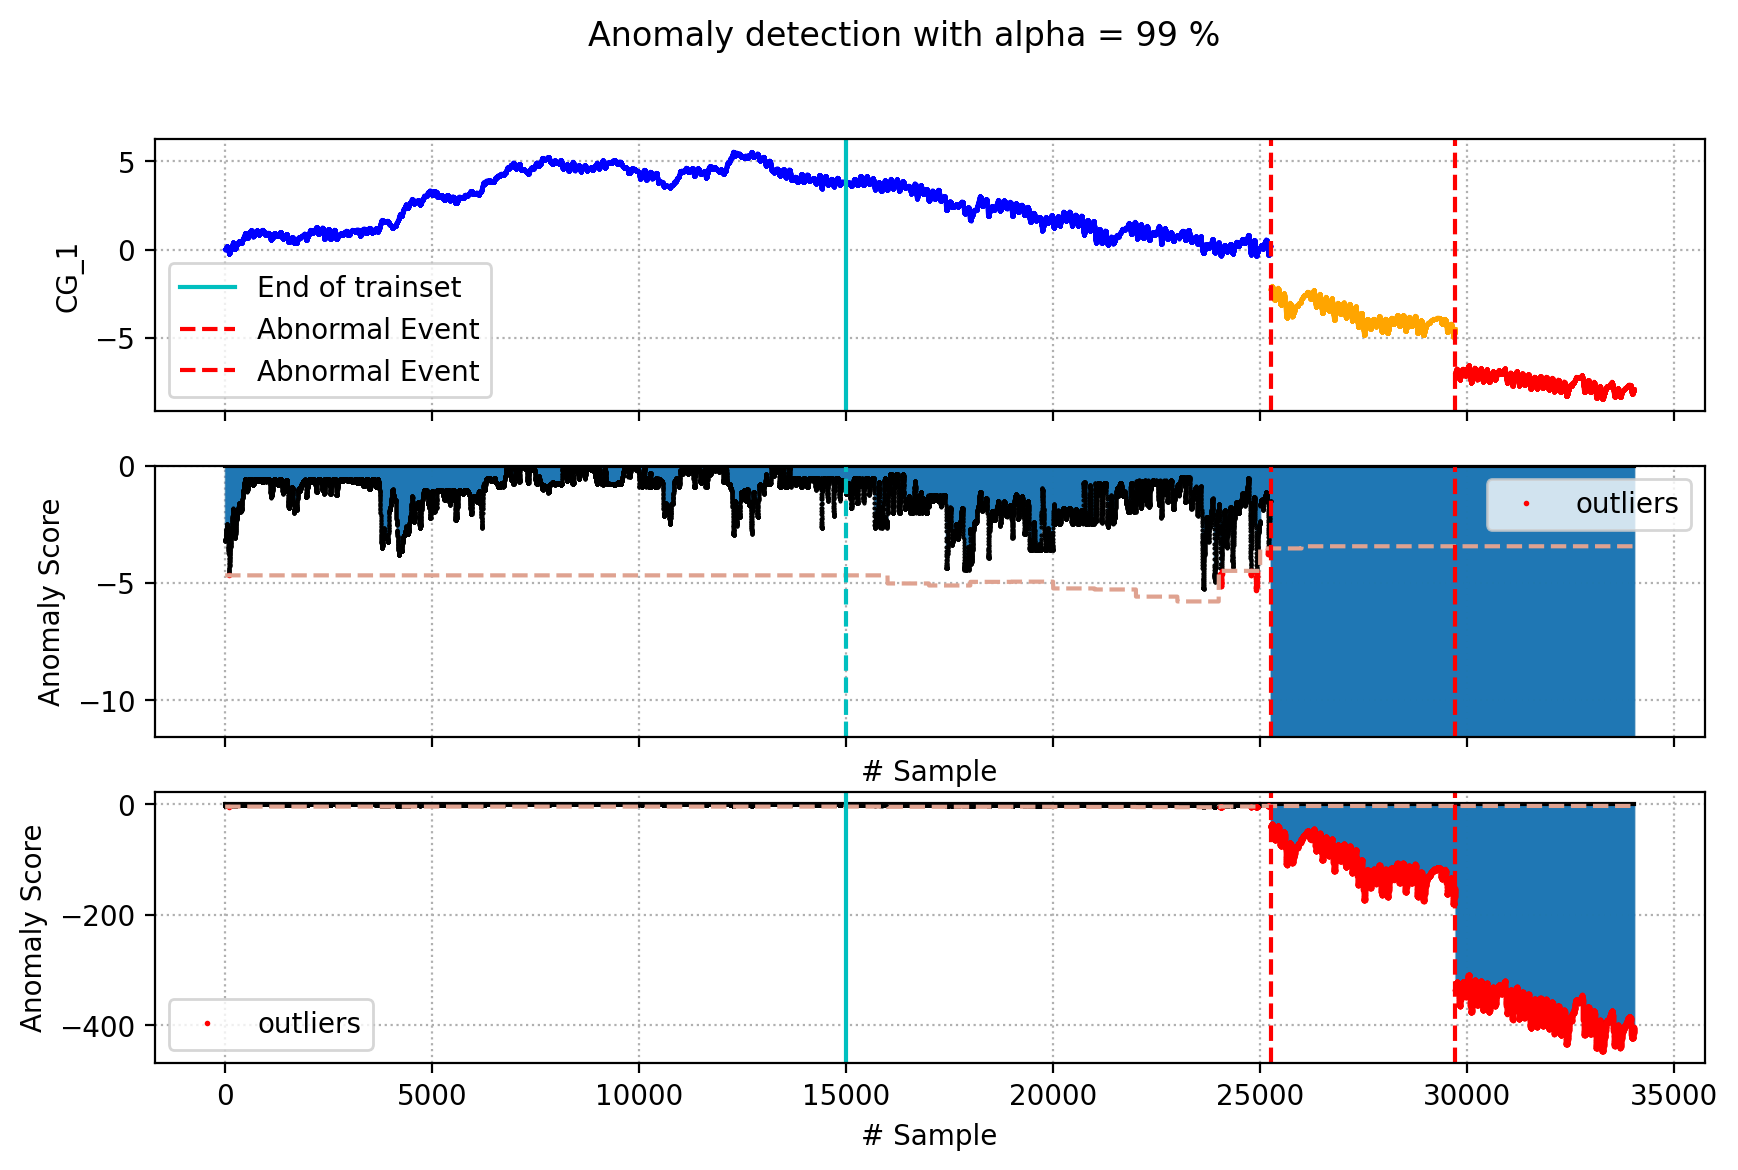 Anomaly detection with alpha = 99 %
CG_1
5
0
−5
End of trainset
Abnormal Event
Abnormal Event
Anomaly Score
0
−5
−10
outliers
# Sample
Anomaly Score
0
−200
−400
outliers
0 5000 10000 15000 20000 25000 30000 35000
# Sample